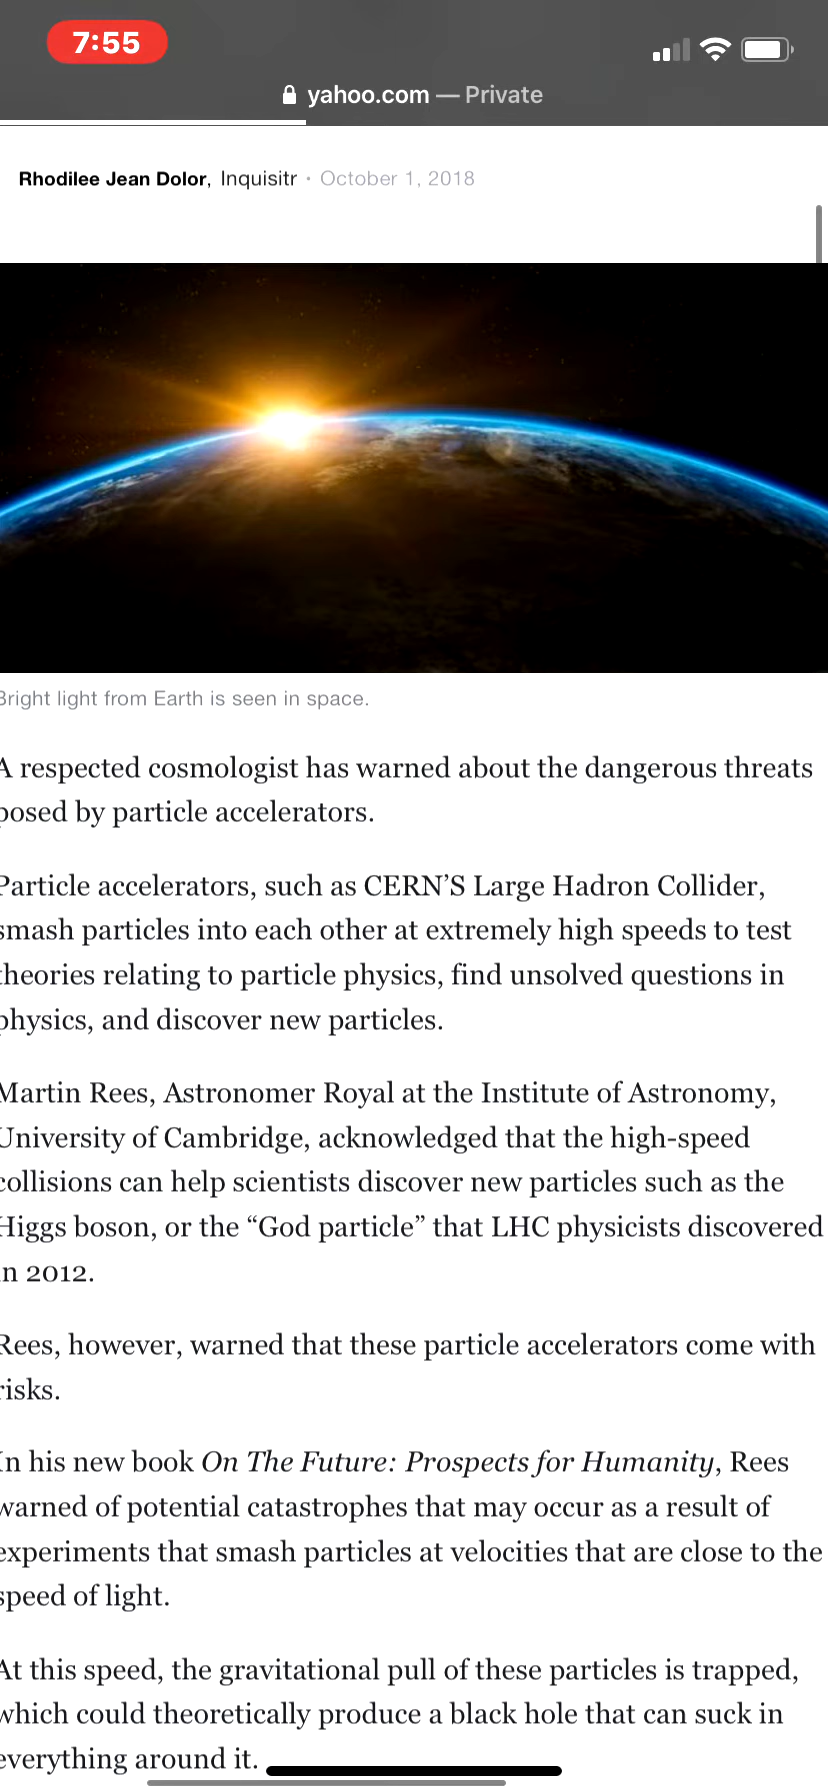 7:55
yahoo.com — Private
Rhodilee Jean Dolor, Inquisitr · October 1, 2018
Bright light from Earth is seen in space.
A respected cosmologist has warned about the dangerous threats
posed by particle accelerators.
Particle accelerators, such as CERN’S Large Hadron Collider,
smash particles into each other at extremely high speeds to test
theories relating to particle physics, find unsolved questions in
physics, and discover new particles.
Martin Rees, Astronomer Royal at the Institute of Astronomy,
University of Cambridge, acknowledged that the high-speed
collisions can help scientists discover new particles such as the
Higgs boson, or the “God particle” that LHC physicists discovered
in 2012.
Rees, however, warned that these particle accelerators come with
risks.
In his new book On The Future: Prospects for Humanity, Rees
warned of potential catastrophes that may occur as a result of
experiments that smash particles at velocities that are close to the
speed of light.
At this speed, the gravitational pull of these particles is trapped,
which could theoretically produce a black hole that can suck in
everything around it.